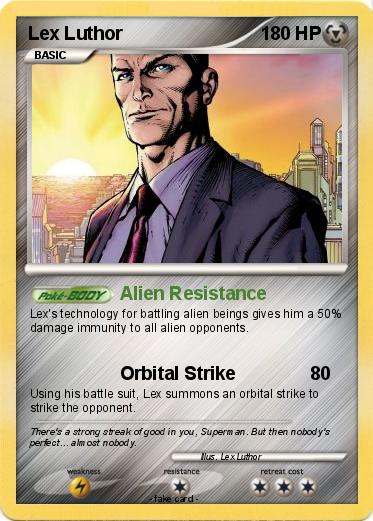 Lex Luthor 180 HP
BASIC
Poké-BODY Alien Resistance
Lex's technology for battling alien beings gives him a 50%
damage immunity to all alien opponents.
Orbital Strike 80
Using his battle suit, Lex summons an orbital strike to
strike the opponent.
There's a strong streak of good in you, Superman. But then nobody's
perfect... almost nobody.
Illus. Lex Luthor
weakness resistance retreat cost
- fake card -